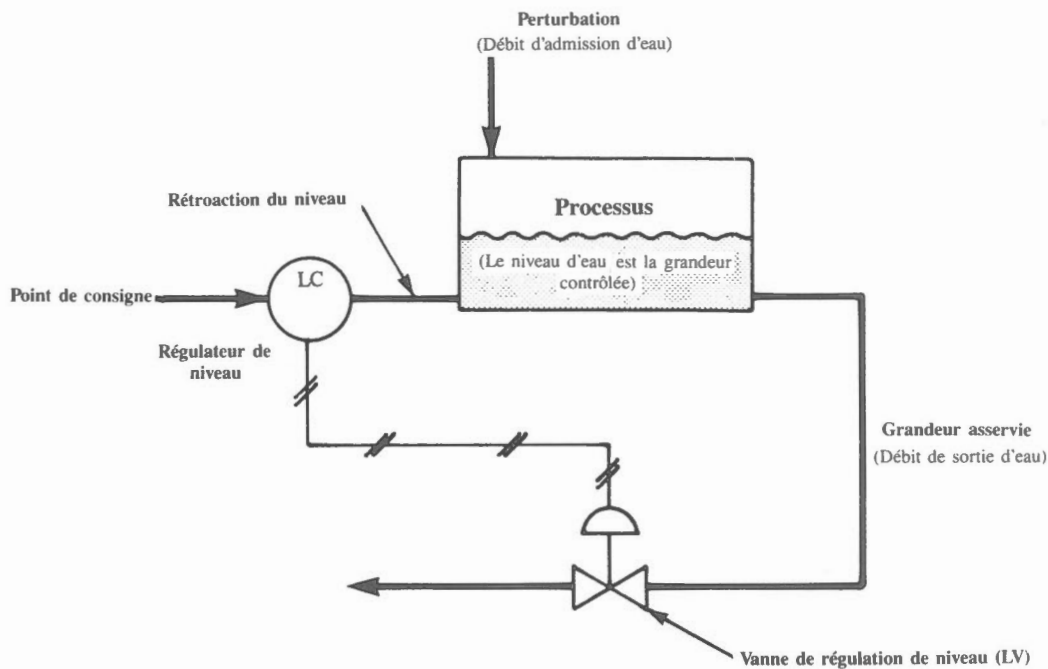 Perturbation
(Débit d'admission d'eau)
Rétroaction du niveau
Processus
(Le niveau d'eau est la grandeur
contrôlée)
LC
Point de consigne
Régulateur de
niveau
Grandeur asservie
(Débit de sortie d'eau)
Vanne de régulation de niveau (LV)